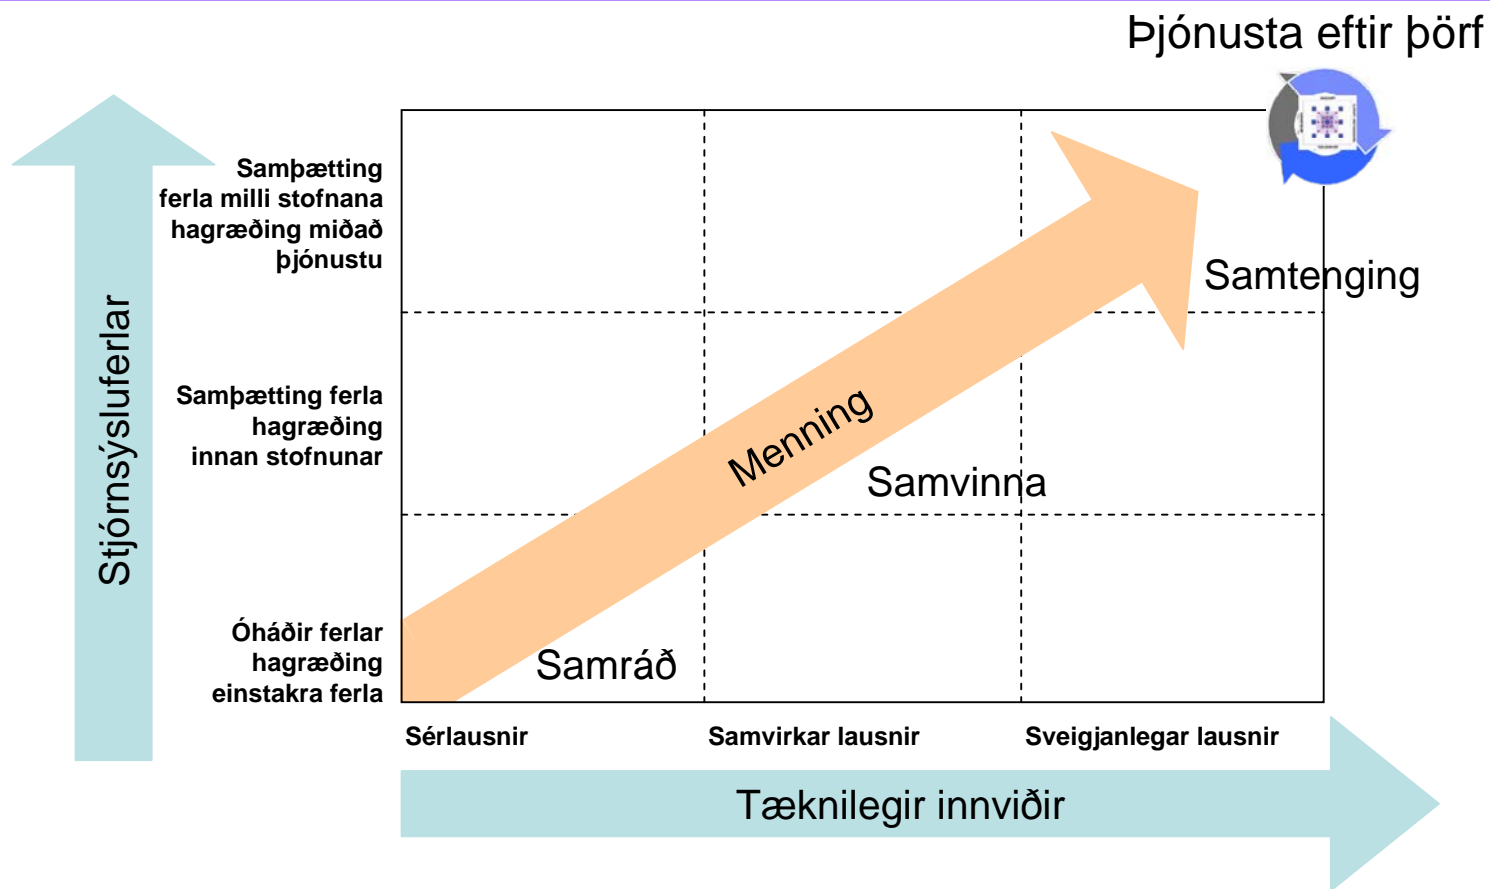 Þjónusta eftir þörf
Samþætting
ferla milli stofnana
hagræðing miðað
þjónustu
Samtenging
Stjórnsýsluferlar
Samþætting ferla
hagræðing
innan stofnunar
Menning
Samvinna
Óháðir ferlar
hagræðing
einstakra ferla
Samráð
Sérlausnir
Samvirkar lausnir
Sveigjanlegar lausnir
Tæknilegir innviðir